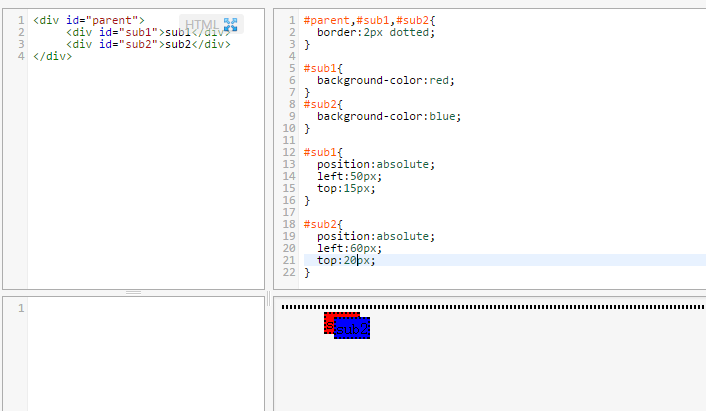 1 <div id="parent">
HTML
2 <div id="sub1">sub1</div>
3 <div id="sub2">sub2</div>
4 </div>
1 #parent,#sub1,#sub2{
2 border:2px dotted;
3 }
4
5 #sub1{
6 background-color:red;
7 }
8 #sub2{
9 background-color:blue;
10 }
11
12 #sub1{
13 position:absolute;
14 left:50px;
15 top:15px;
16 }
17
18 #sub2{
19 position:absolute;
20 left:60px;
21 top:20px;
22 }
1
sub2